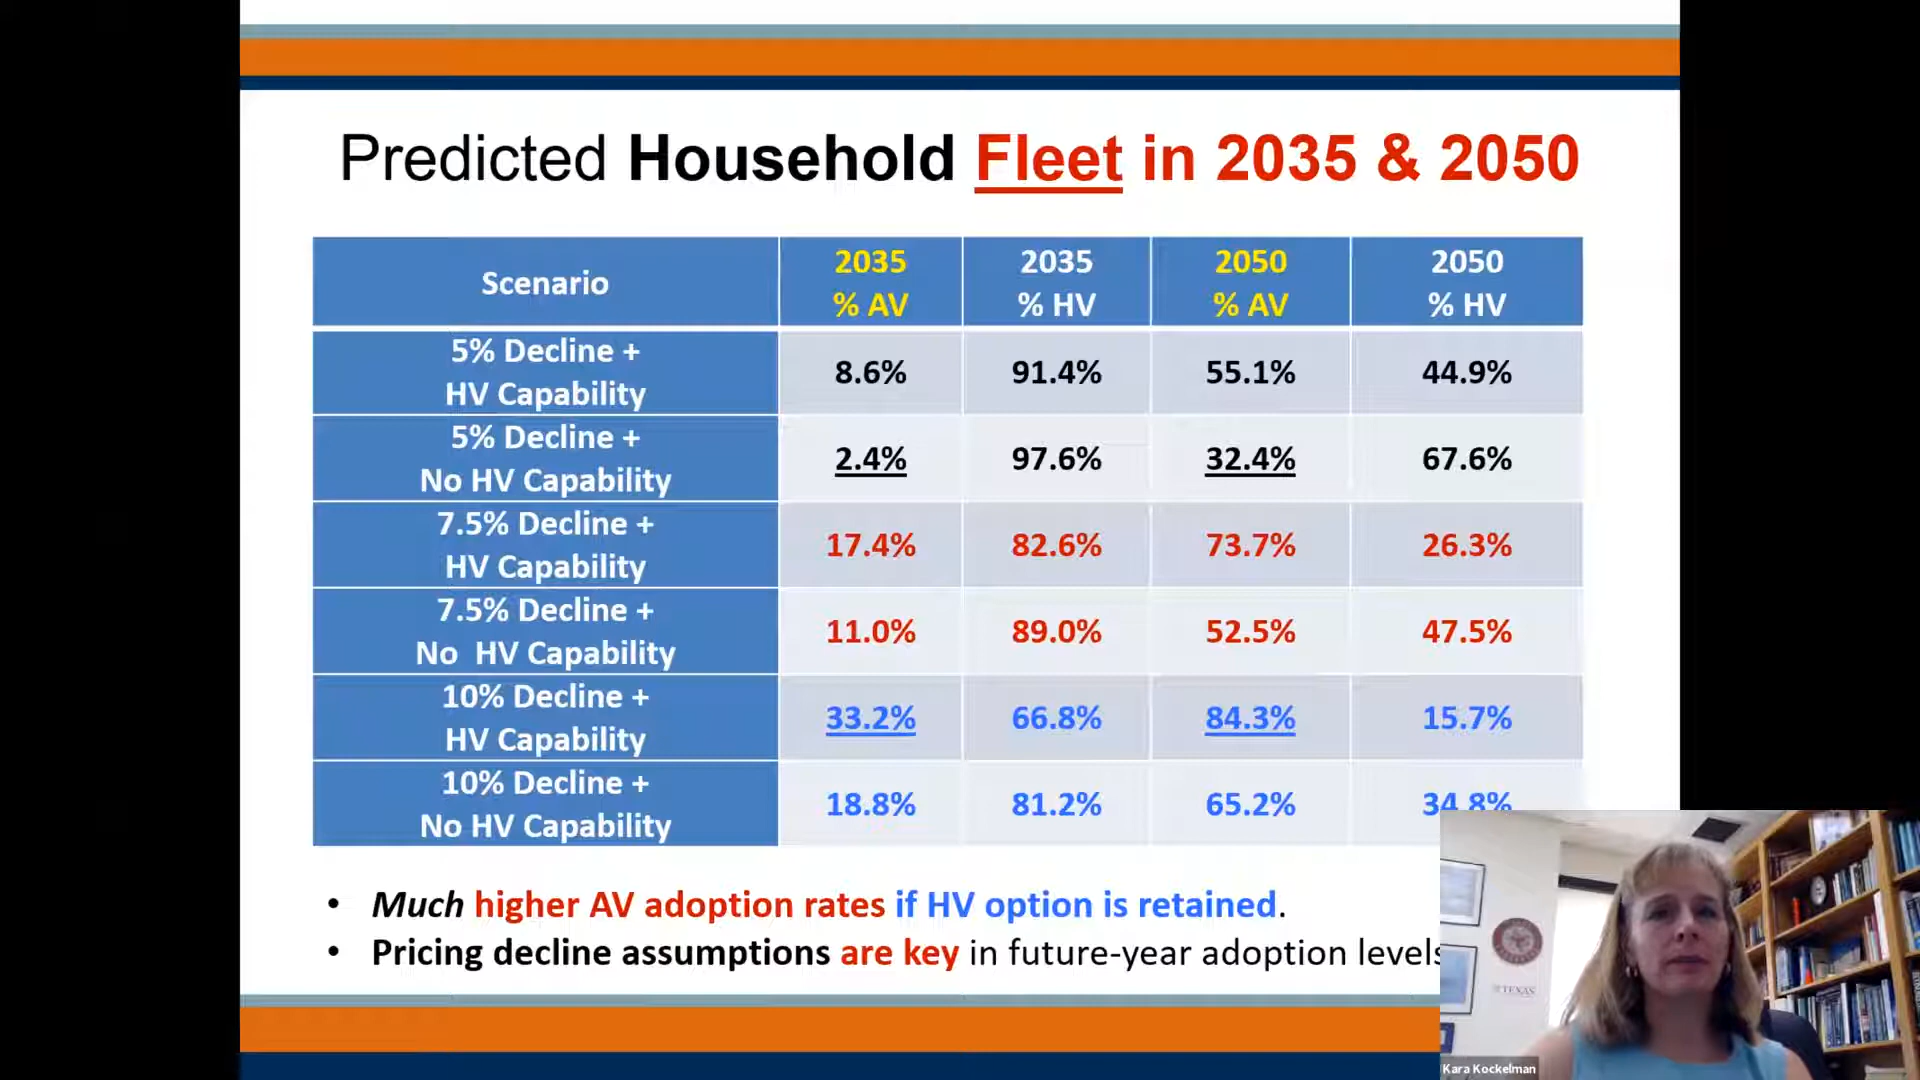 Predicted Household Fleet in 2035 & 2050
Scenario
2035
% AV
2035
% HV
2050
% AV
2050
% HV
5% Decline +
HV Capability
8.6%
91.4%
55.1%
44.9%
5% Decline +
No HV Capability
2.4%
97.6%
32.4%
67.6%
7.5% Decline +
HV Capability
17.4%
82.6%
73.7%
26.3%
7.5% Decline +
No HV Capability
11.0%
89.0%
52.5%
47.5%
10% Decline +
HV Capability
33.2%
66.8%
84.3%
15.7%
10% Decline +
No HV Capability
18.8%
81.2%
65.2%
34.8%
• Much higher AV adoption rates if HV option is retained.
• Pricing decline assumptions are key in future-year adoption levels
TEXAS
Kara Kockelman